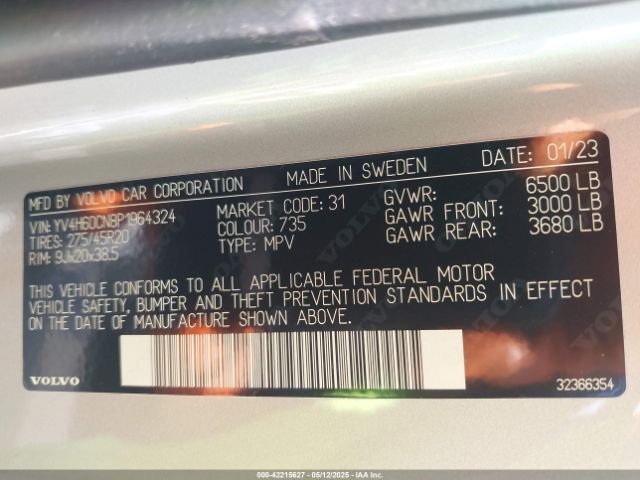 MFD BY VOLVO CAR CORPORATION MADE IN SWEDEN DATE: 01/23
VIN: YV4H60CN8P1964324 MARKET CODE: 31 GVWR: 6500 LB
TIRES: 275/45R20 COLOUR: 735 GAWR FRONT: 3000 LB
RIM: 9Jx20x38.5 TYPE: MPV GAWR REAR: 3680 LB
THIS VEHICLE CONFORMS TO ALL APPLICABLE FEDERAL MOTOR
VEHICLE SAFETY, BUMPER AND THEFT PREVENTION STANDARDS IN EFFECT
ON THE DATE OF MANUFACTURE SHOWN ABOVE.
VOLVO 32366354
000-42215627 - 05/12/2025 - IAA Inc.